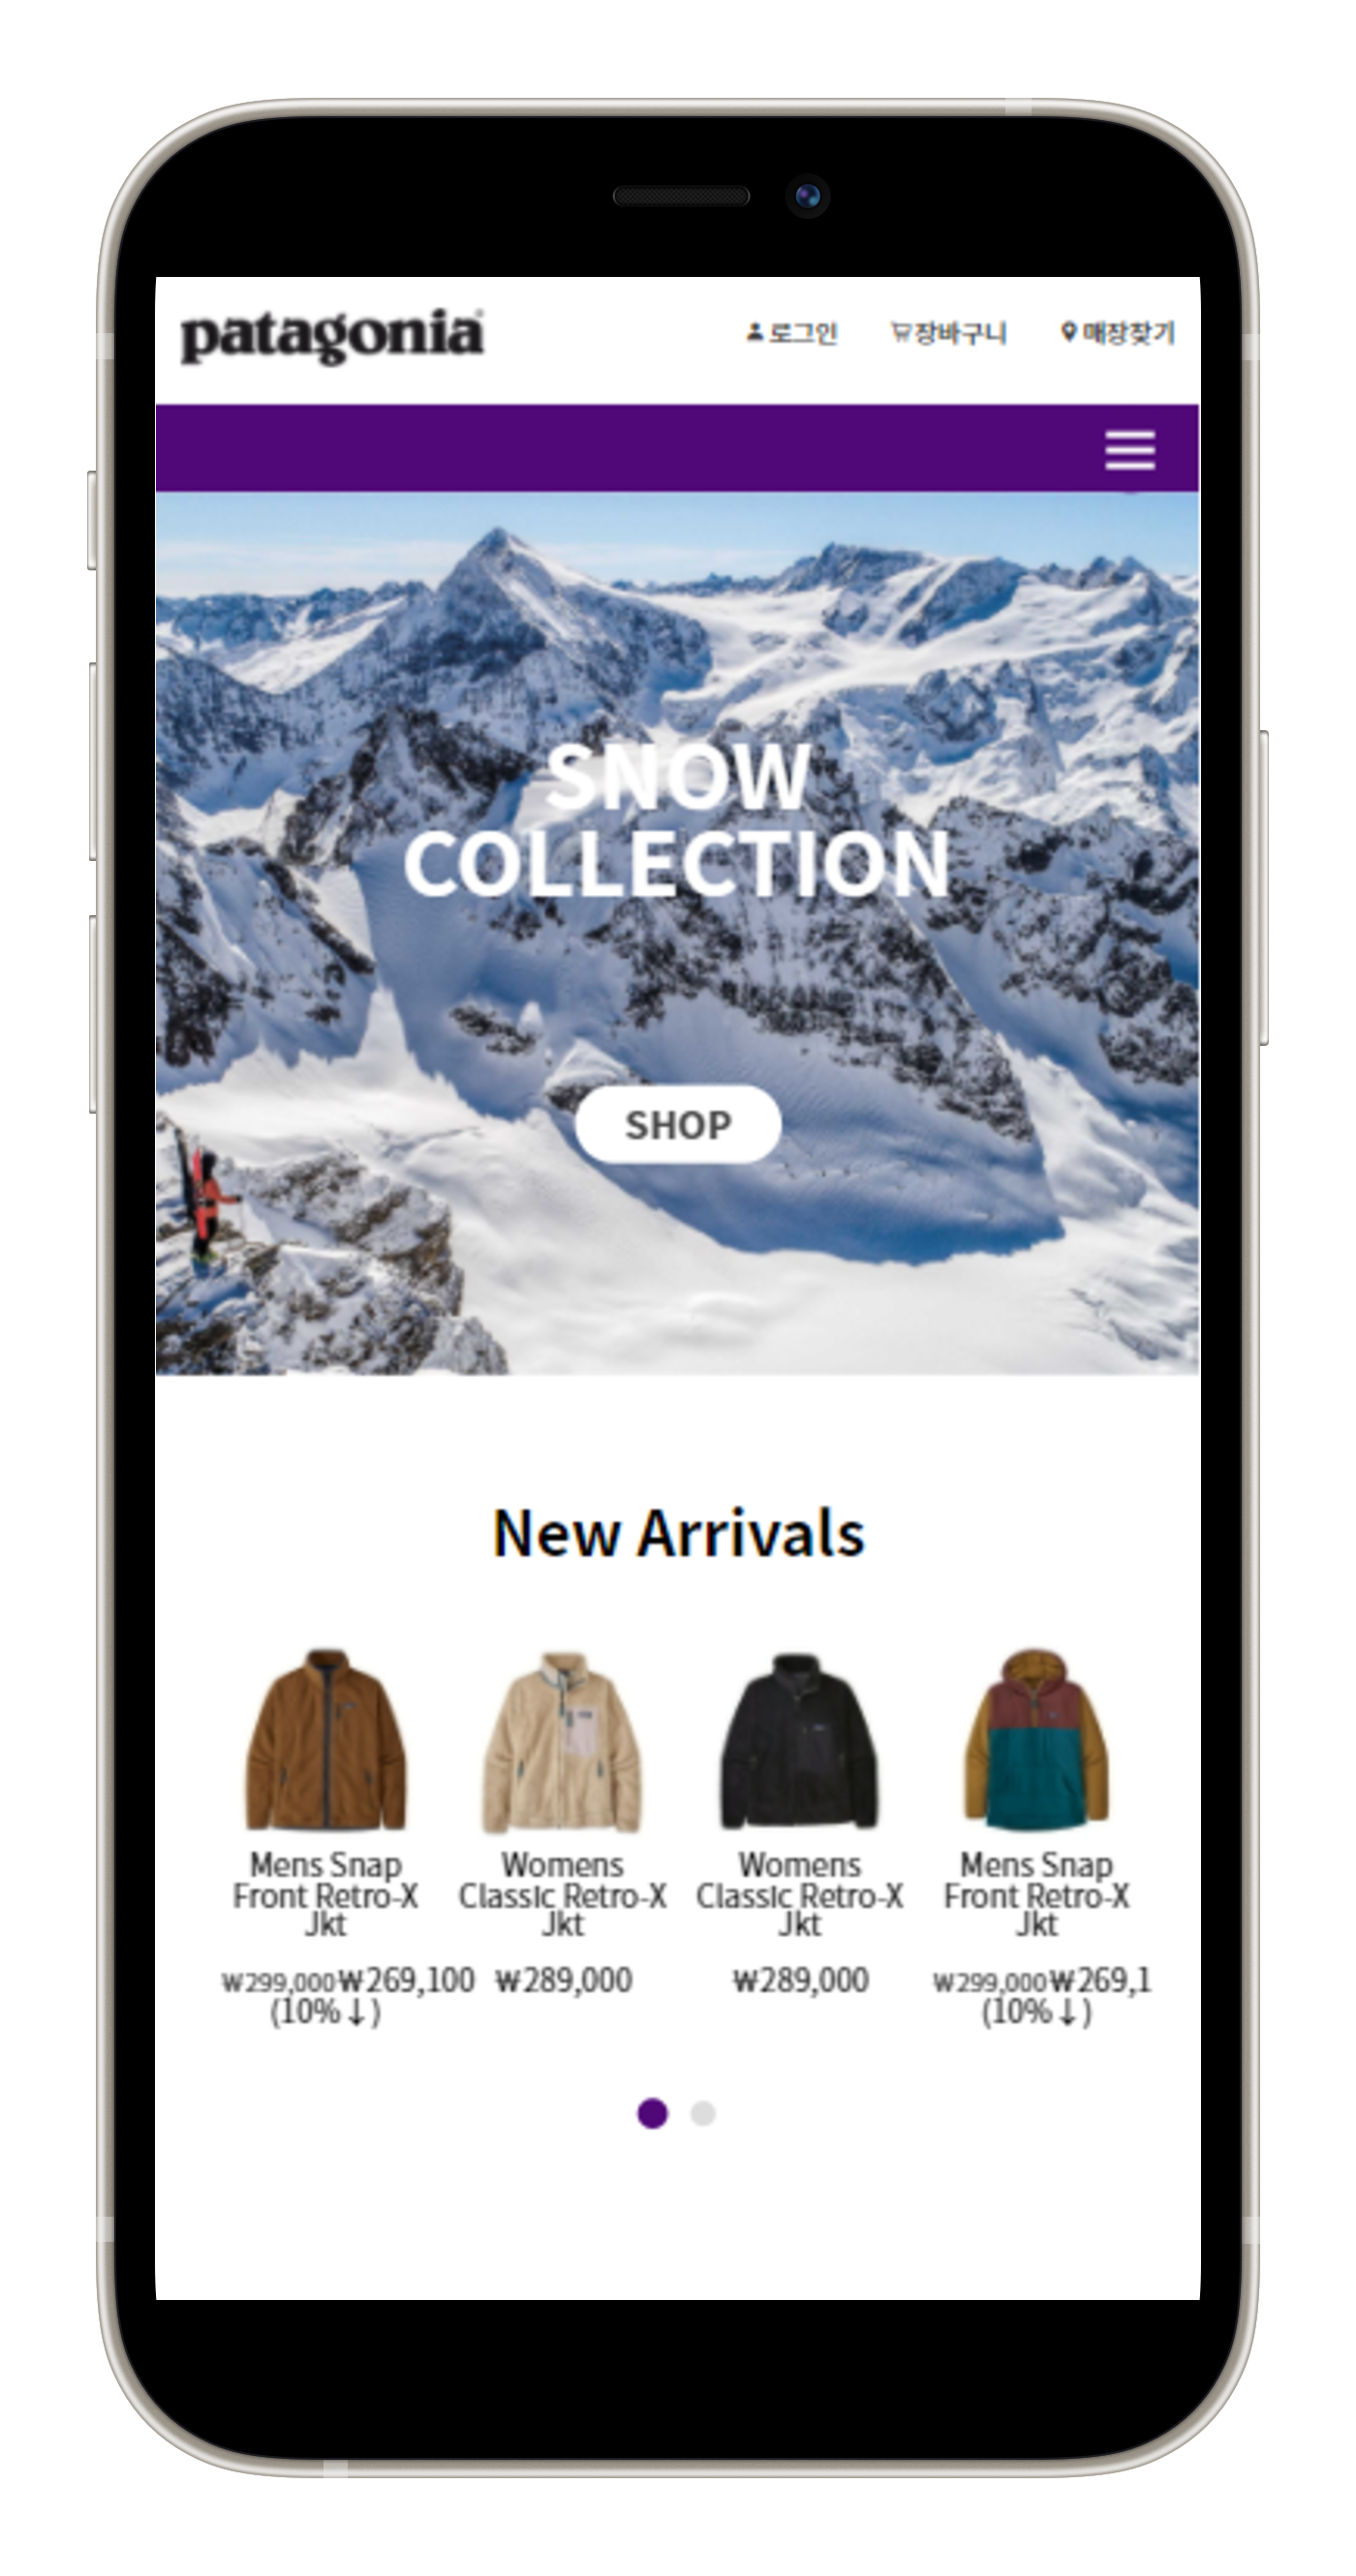 patagonia
로그인 장바구니 매장찾기
SNOW
COLLECTION
SHOP
New Arrivals
Mens Snap
Front Retro-X
Jkt
₩299,000₩269,100
(10%↓)
Womens
Classic Retro-X
Jkt
₩289,000
Womens
Classic Retro-X
Jkt
₩289,000
Mens Snap
Front Retro-X
Jkt
₩299,000₩269,1
(10%↓)